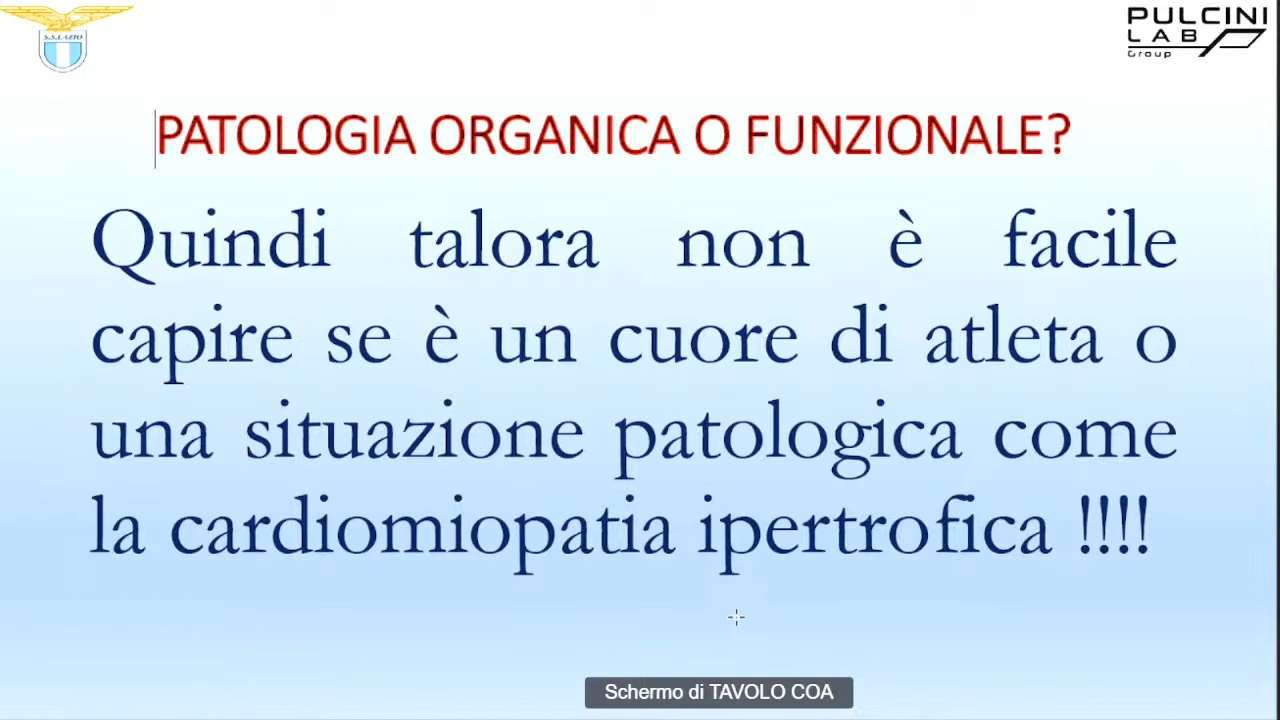 S.S.LAZIO
PULCINI
LAB
Group
PATOLOGIA ORGANICA O FUNZIONALE?
Quindi talora non è facile
capire se è un cuore di atleta o
una situazione patologica come
la cardiomiopatia ipertrofica !!!!
Schermo di TAVOLO COA